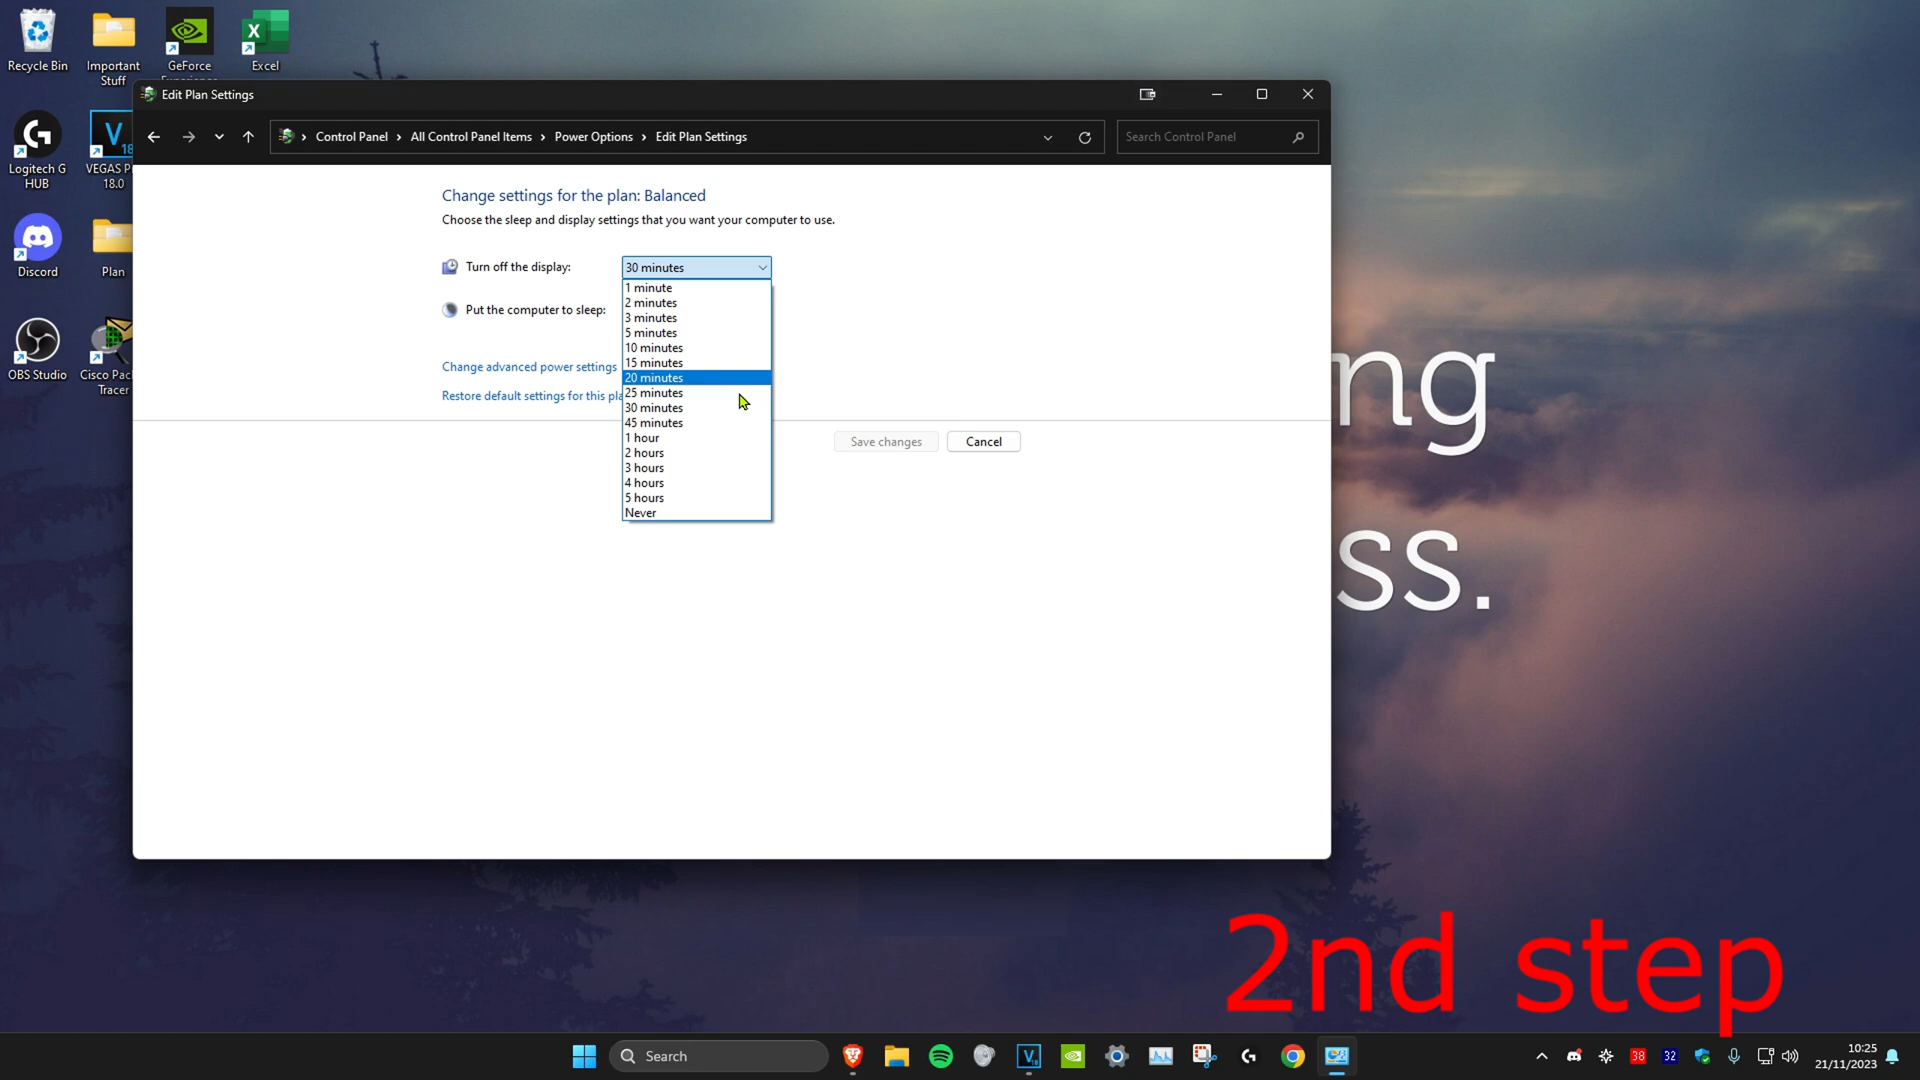 Recycle Bin
Important Stuff
GeForce
Excel
Logitech G HUB
VEGAS P
18.0
Discord
Plan
OBS Studio
Cisco Pac
Tracer
Edit Plan Settings
Control Panel > All Control Panel Items > Power Options > Edit Plan Settings
Search Control Panel
Change settings for the plan: Balanced
Choose the sleep and display settings that you want your computer to use.
Turn off the display:
30 minutes
1 minute
2 minutes
3 minutes
5 minutes
10 minutes
15 minutes
20 minutes
25 minutes
30 minutes
45 minutes
1 hour
2 hours
3 hours
4 hours
5 hours
Never
Put the computer to sleep:
Change advanced power settings
Restore default settings for this pla
Save changes
Cancel
ng
ss.
2nd step
Search
38
32
10:25
21/11/2023